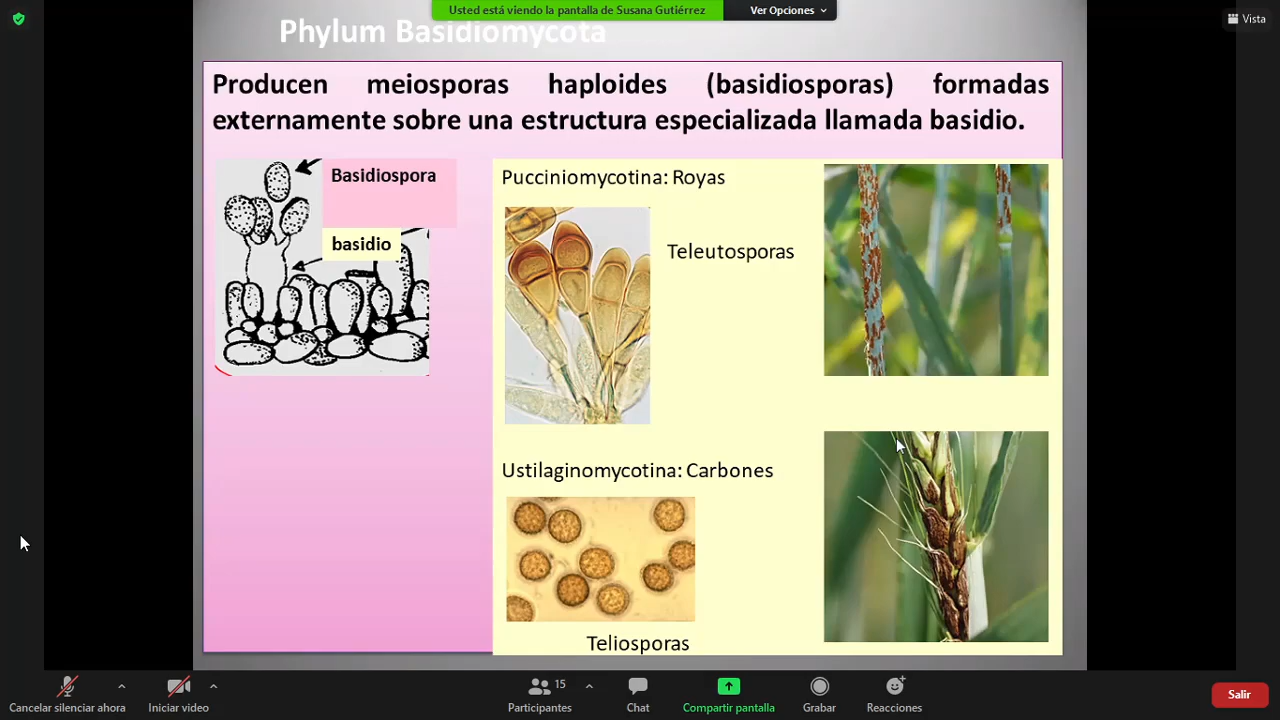 Usted está viendo la pantalla de Susana Gutiérrez
Ver Opciones
Vista
Phylum Basidiomycota
Producen meiosporas haploides (basidiosporas) formadas
externamente sobre una estructura especializada llamada basidio.
Basidiospora
basidio
Pucciniomycotina: Royas
Teleutosporas
Ustilaginomycotina: Carbones
Teliosporas
Cancelar silenciar ahora
Iniciar video
15
Participantes
Chat
Compartir pantalla
Grabar
Reacciones
Salir